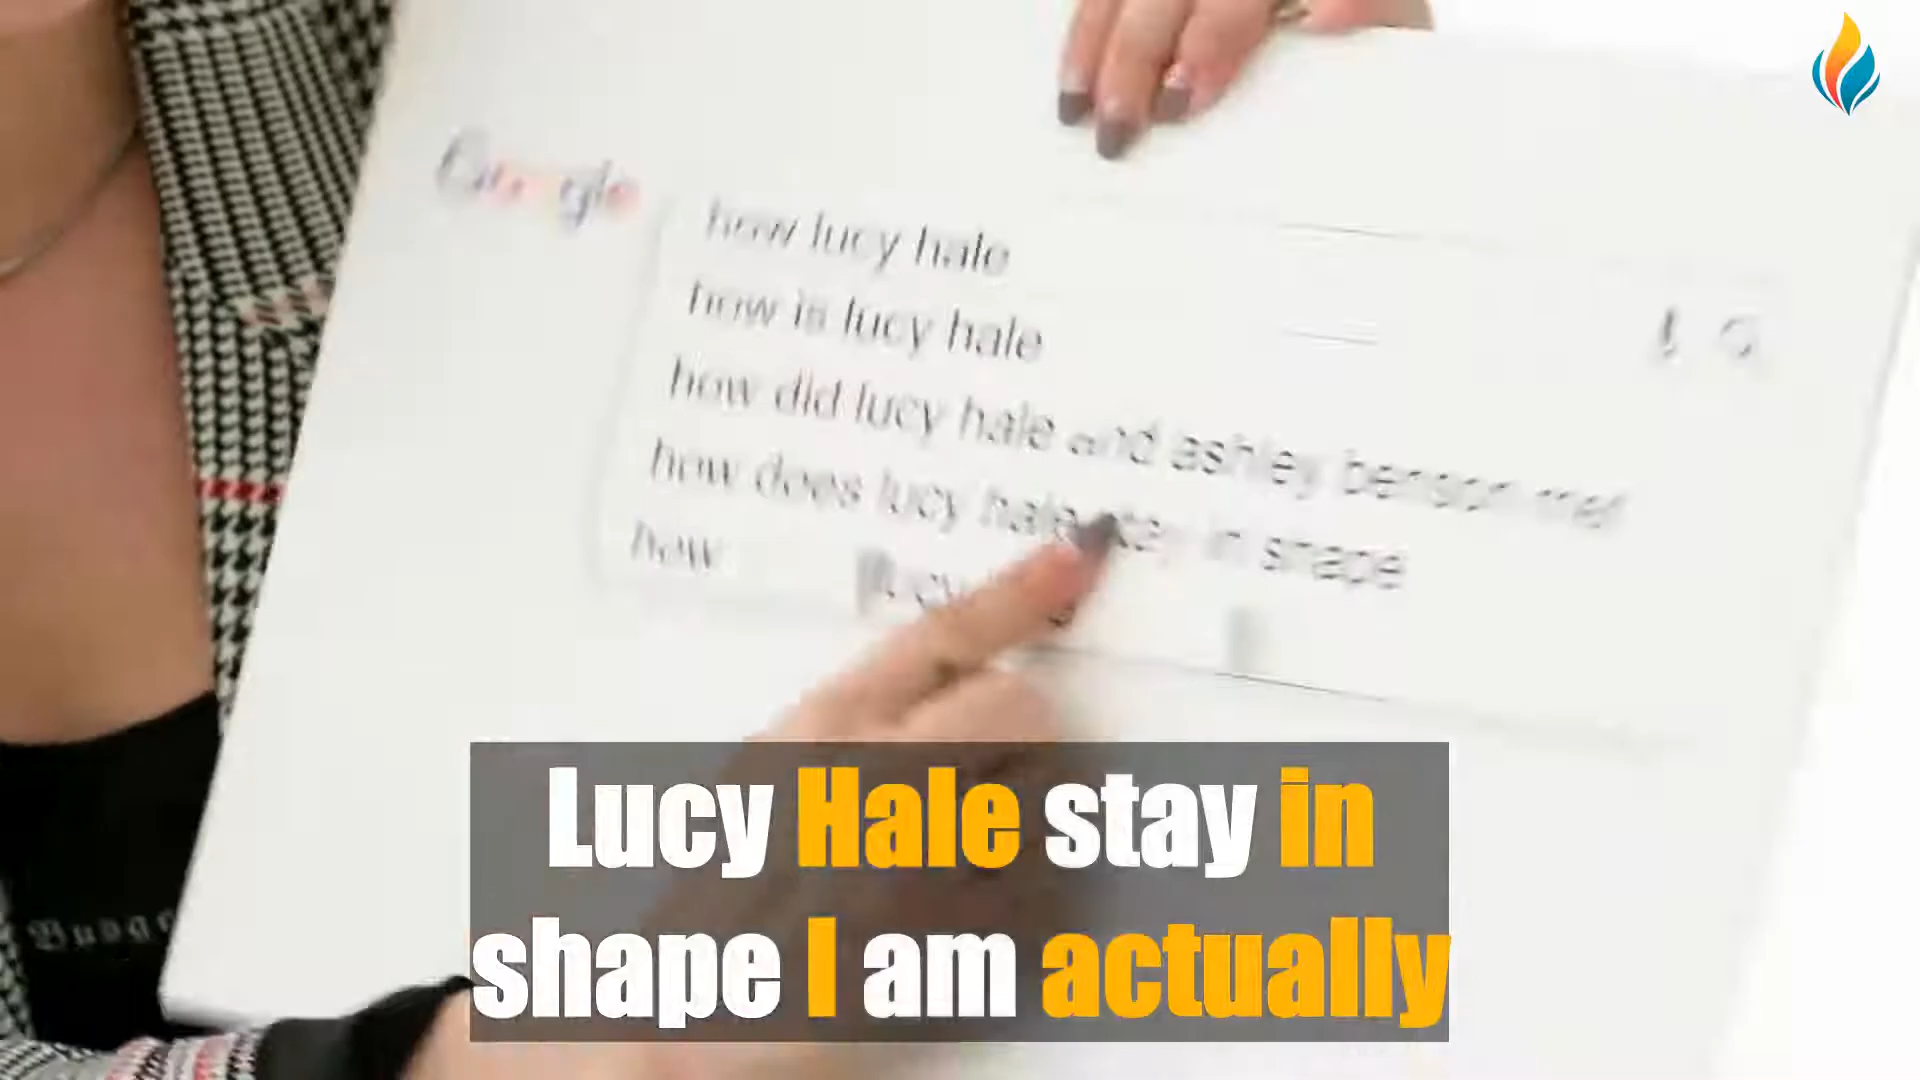 Google
how lucy hale
how is lucy hale
how did lucy hale and ashley benson met
how does lucy hale stay in shape
how lucy
Lucy Hale stay in
shape I am actually